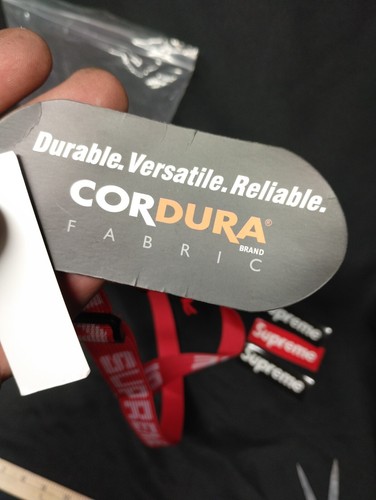 Durable. Versatile. Reliable.
CORDURA®
BRAND
FABRIC
Supreme
Supreme
SUPREME